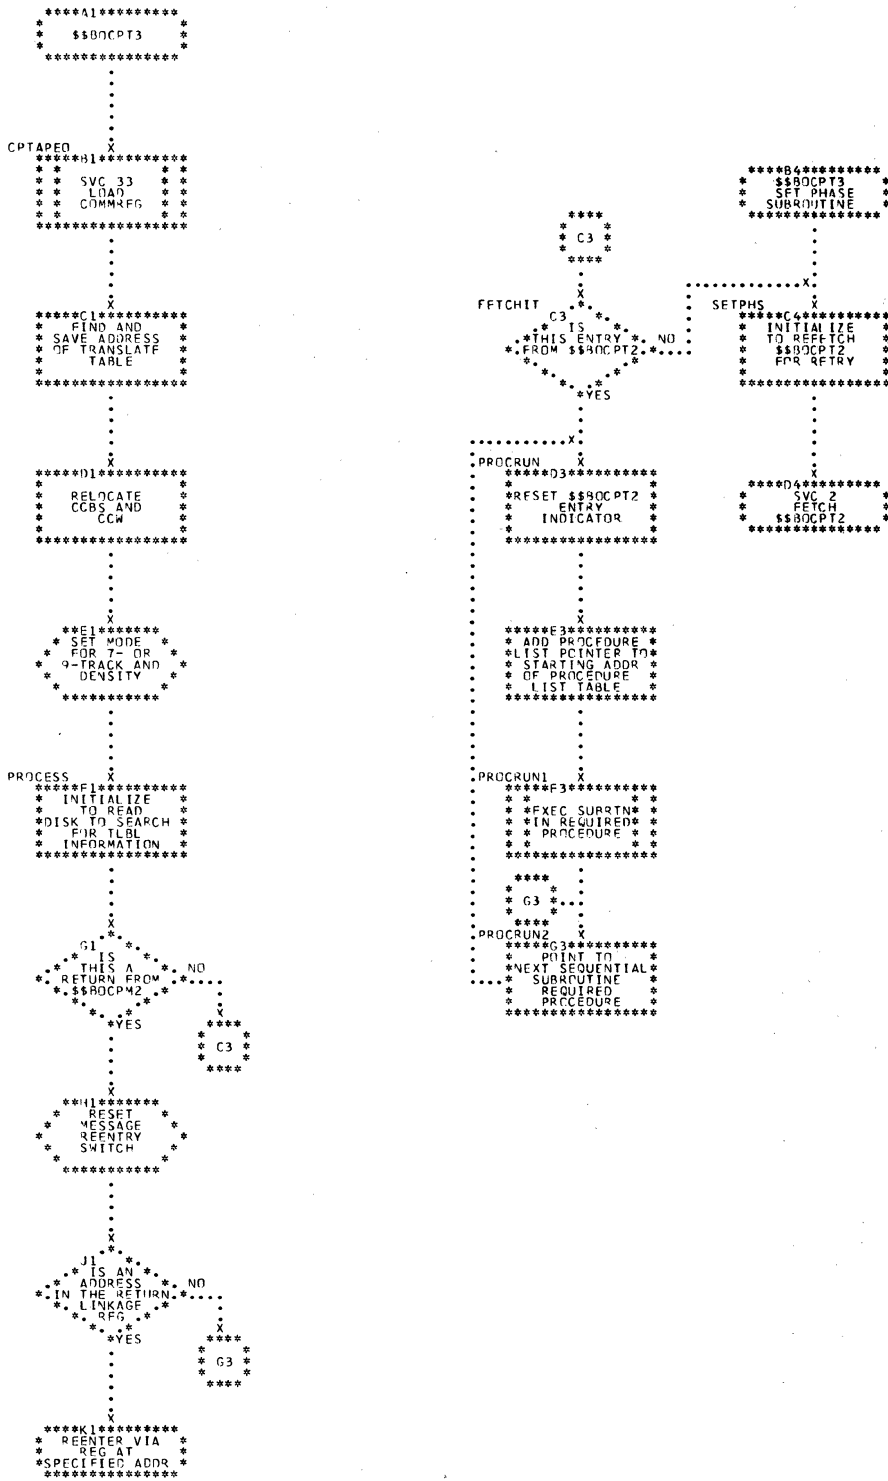 A1
$$BOCPT3
CPTAPEO
B1
SVC 33
LOAD
COMMREG
C1
FIND AND
SAVE ADDRESS
OF TRANSLATE
TABLE
D1
RELOCATE
CCBS AND
CCW
E1
SET MODE
FOR 7- OR
9-TRACK AND
DENSITY
PROCESS
F1
INITIALIZE
TO READ
DISK TO SEARCH
FOR TLBL
INFORMATION
G1
IS
THIS A
RETURN FROM
$$BOCPM2
NO
YES
C3
H1
RESET
MESSAGE
REENTRY
SWITCH
J1
IS AN
ADDRESS
IN THE RETURN
LINKAGE
REG
NO
YES
G3
K1
REENTER VIA
REG AT
SPECIFIED ADDR
C3
FETCHIT
C3
IS
THIS ENTRY
FROM $$BOCPT2
NO
YES
PROCRUN
D3
RESET $$BOCPT2
ENTRY
INDICATOR
E3
ADD PROCEDURE
LIST POINTER TO
STARTING ADDR
OF PROCEDURE
LIST TABLE
PROCRUN1
F3
EXEC SUBRTN
IN REQUIRED
PROCEDURE
G3
PROCRUN2
G3
POINT TO
NEXT SEQUENTIAL
SUBROUTINE
REQUIRED
PROCEDURE
B4
$$BOCPT3
SET PHASE
SUBROUTINE
SETPHS
C4
INITIALIZE
TO REFETCH
$$BOCPT2
FOR RETRY
D4
SVC 2
FETCH
$$BOCPT2